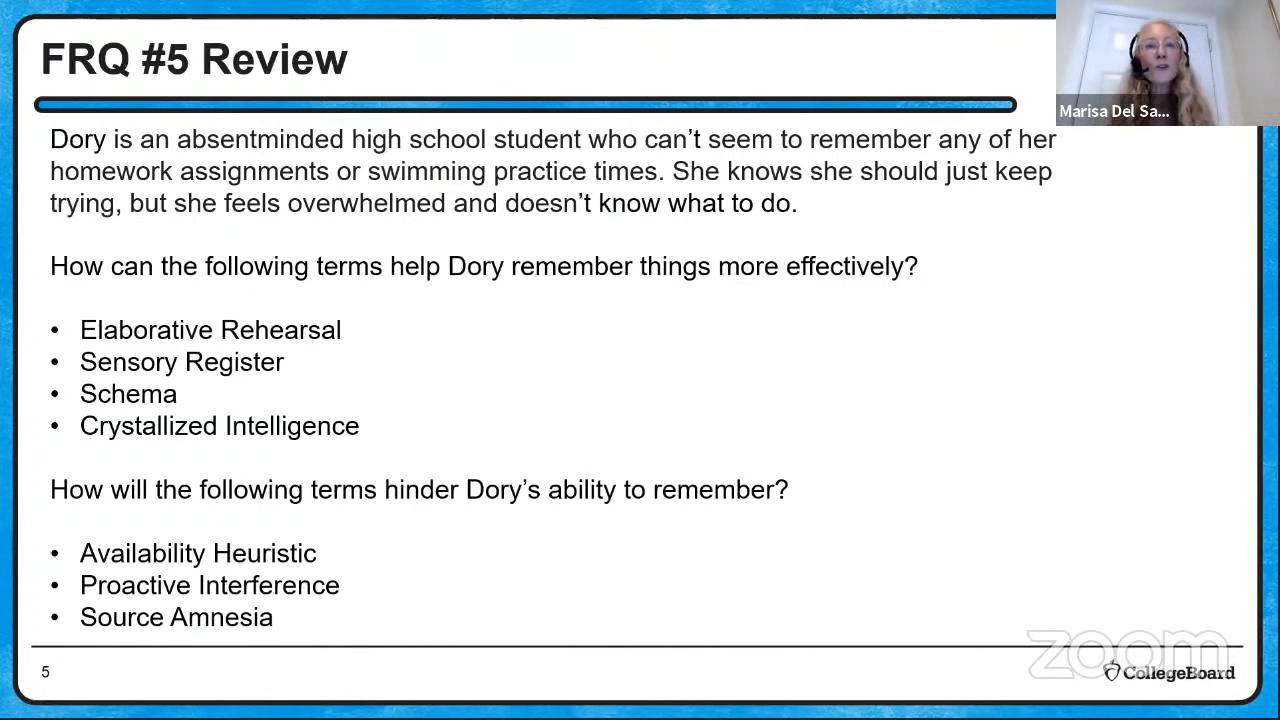 FRQ #5 Review
Marisa Del Sa...
Dory is an absentminded high school student who can’t seem to remember any of her
homework assignments or swimming practice times. She knows she should just keep
trying, but she feels overwhelmed and doesn’t know what to do.
How can the following terms help Dory remember things more effectively?
• Elaborative Rehearsal
• Sensory Register
• Schema
• Crystallized Intelligence
How will the following terms hinder Dory’s ability to remember?
• Availability Heuristic
• Proactive Interference
• Source Amnesia
zoom
5
CollegeBoard